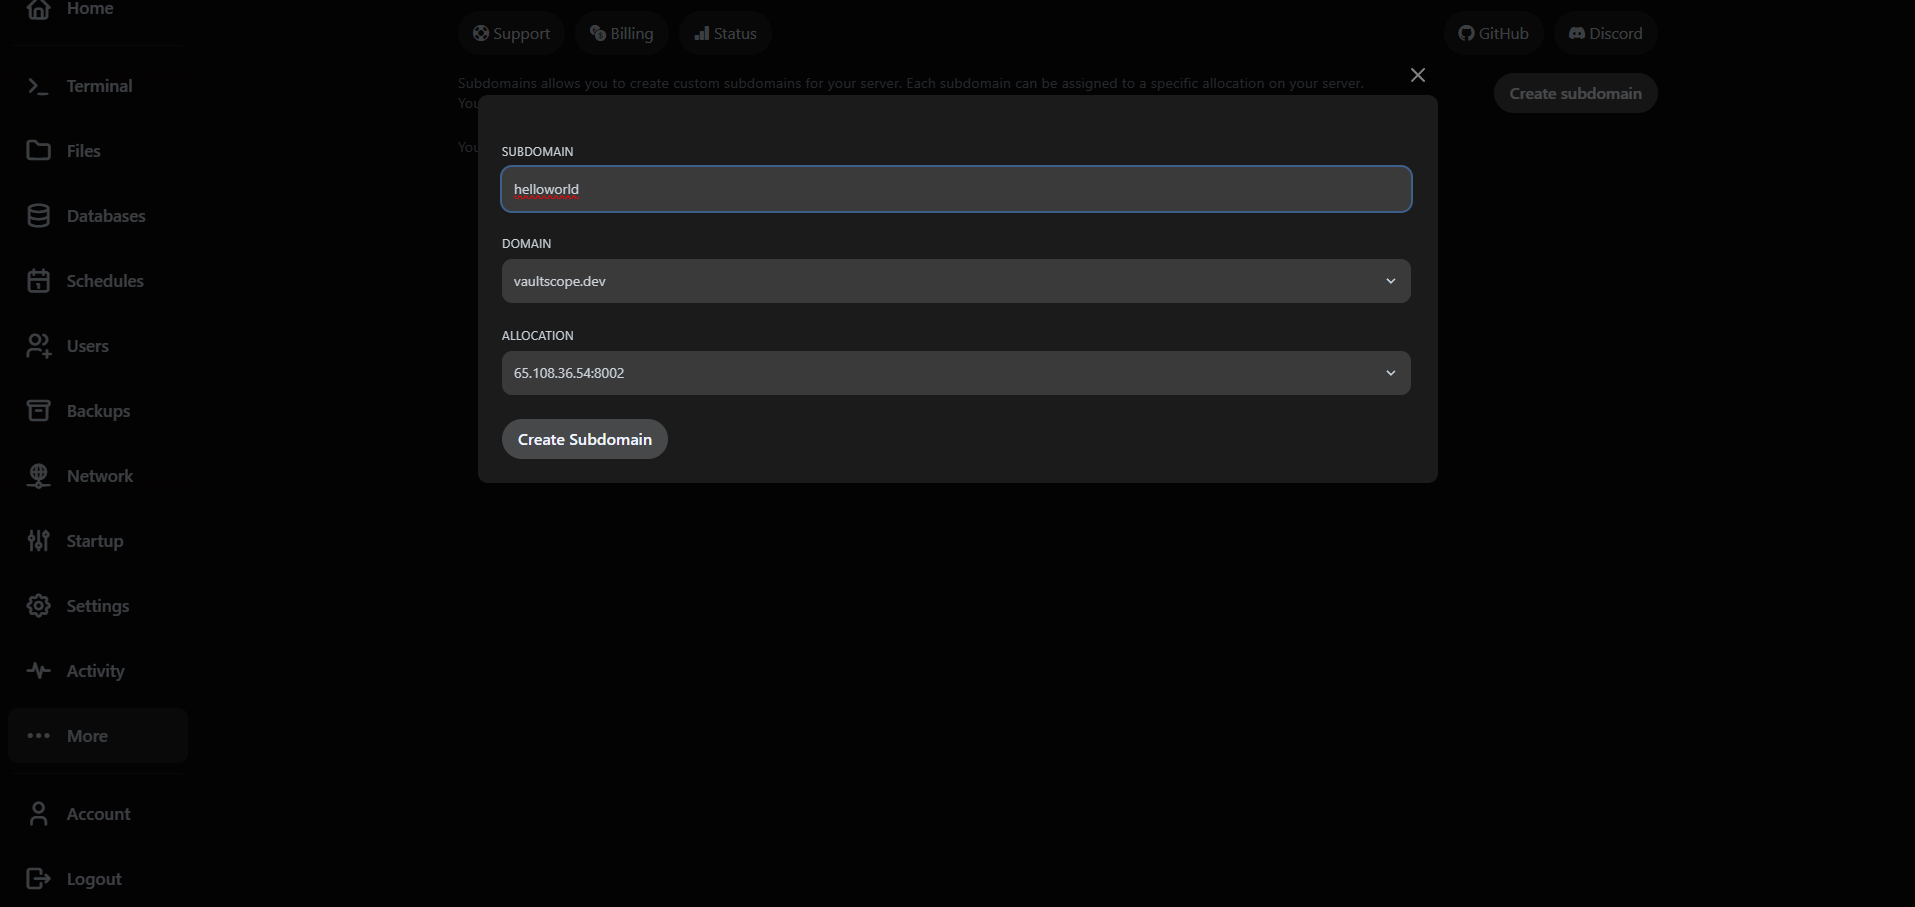 Home
Terminal
Files
Databases
Schedules
Users
Backups
Network
Startup
Settings
Activity
More
Account
Logout
Support Billing Status
GitHub Discord
Subdomains allows you to create custom subdomains for your server. Each subdomain can be assigned to a specific allocation on your server.
You
You
Create subdomain
SUBDOMAIN
helloworld
DOMAIN
vaultscope.dev
ALLOCATION
65.108.36.54:8002
Create Subdomain